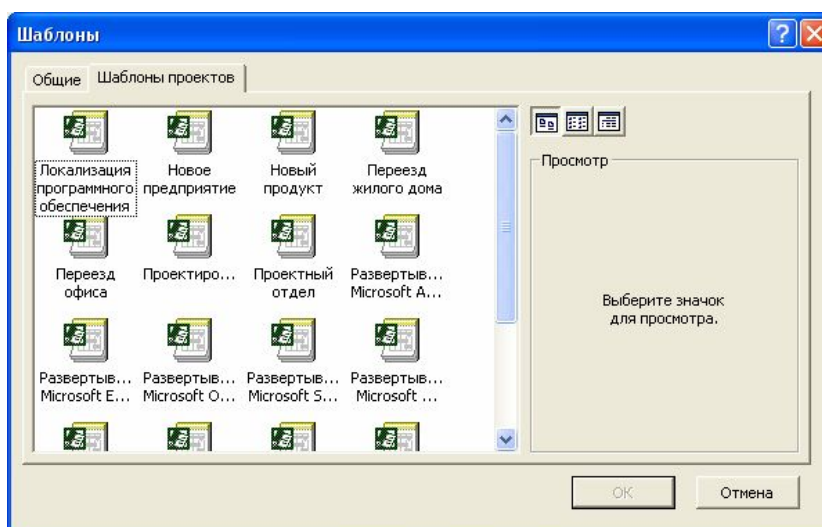 Шаблоны
Общие
Шаблоны проектов
Локализация
программного
обеспечения
Новое
предприятие
Новый
продукт
Переезд
жилого дома
Переезд
офиса
Проектиро...
Проектный
отдел
Развертыв...
Microsoft A...
Развертыв...
Microsoft E...
Развертыв...
Microsoft O...
Развертыв...
Microsoft S...
Развертыв...
Microsoft ...
Просмотр
Выберите значок
для просмотра.
ОК
Отмена